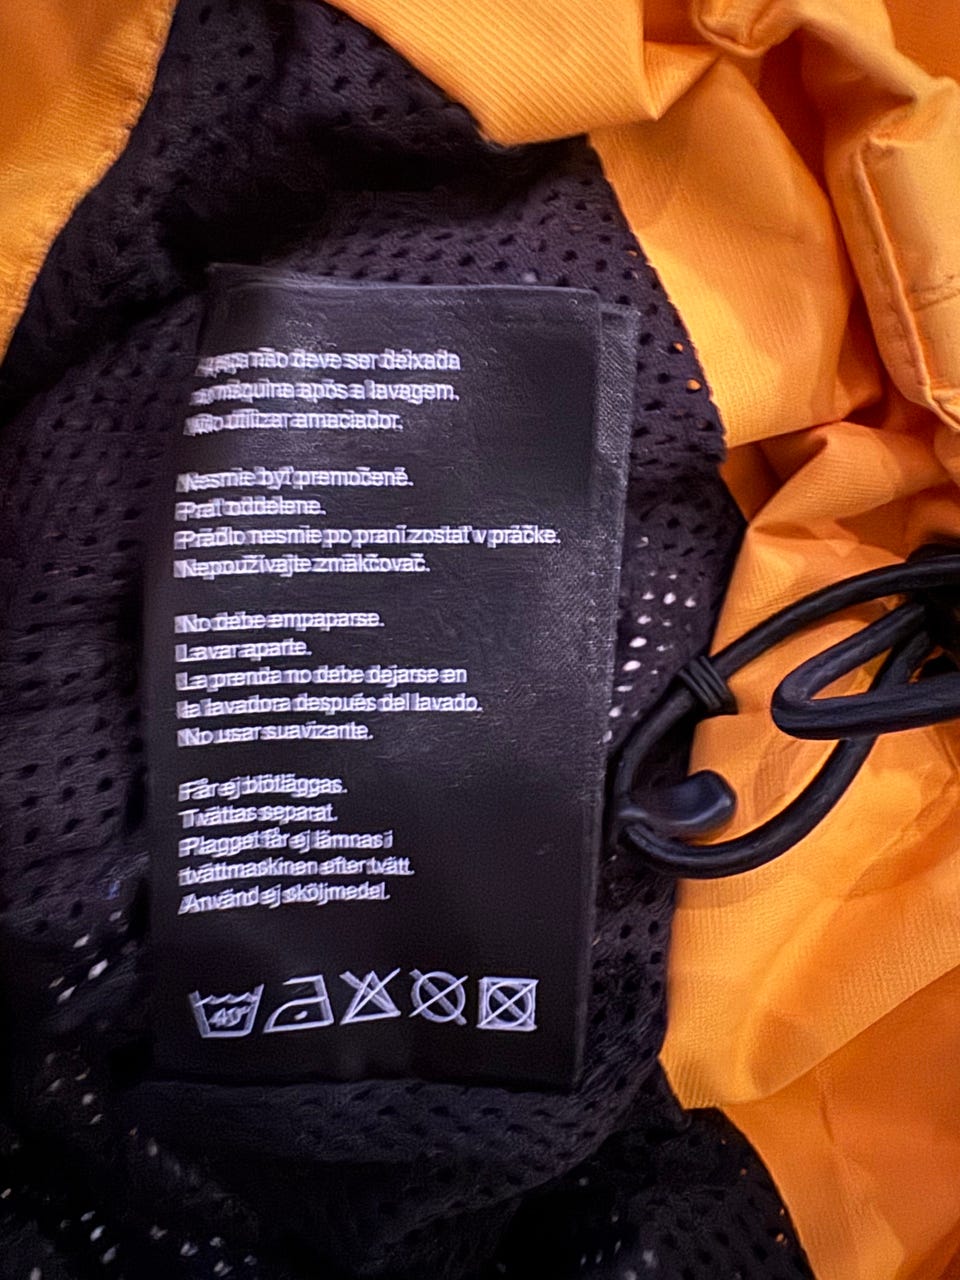 não deve ser deixada
máquina após a lavagem.
Não utilizar amaciador.
Nesmie byť premočené.
Prať oddelene.
Prádlo nesmie po praní zostať v práčke.
Nepoužívajte zmäkčovač.
No debe empaparse.
Lavar aparte.
La prenda no debe dejarse en
la lavadora después del lavado.
No usar suavizante.
Får ej blötläggas.
Tvättas separat.
Plagget får ej lämnas i
tvättmaskinen efter tvätt.
Använd ej sköljmedel.
40°